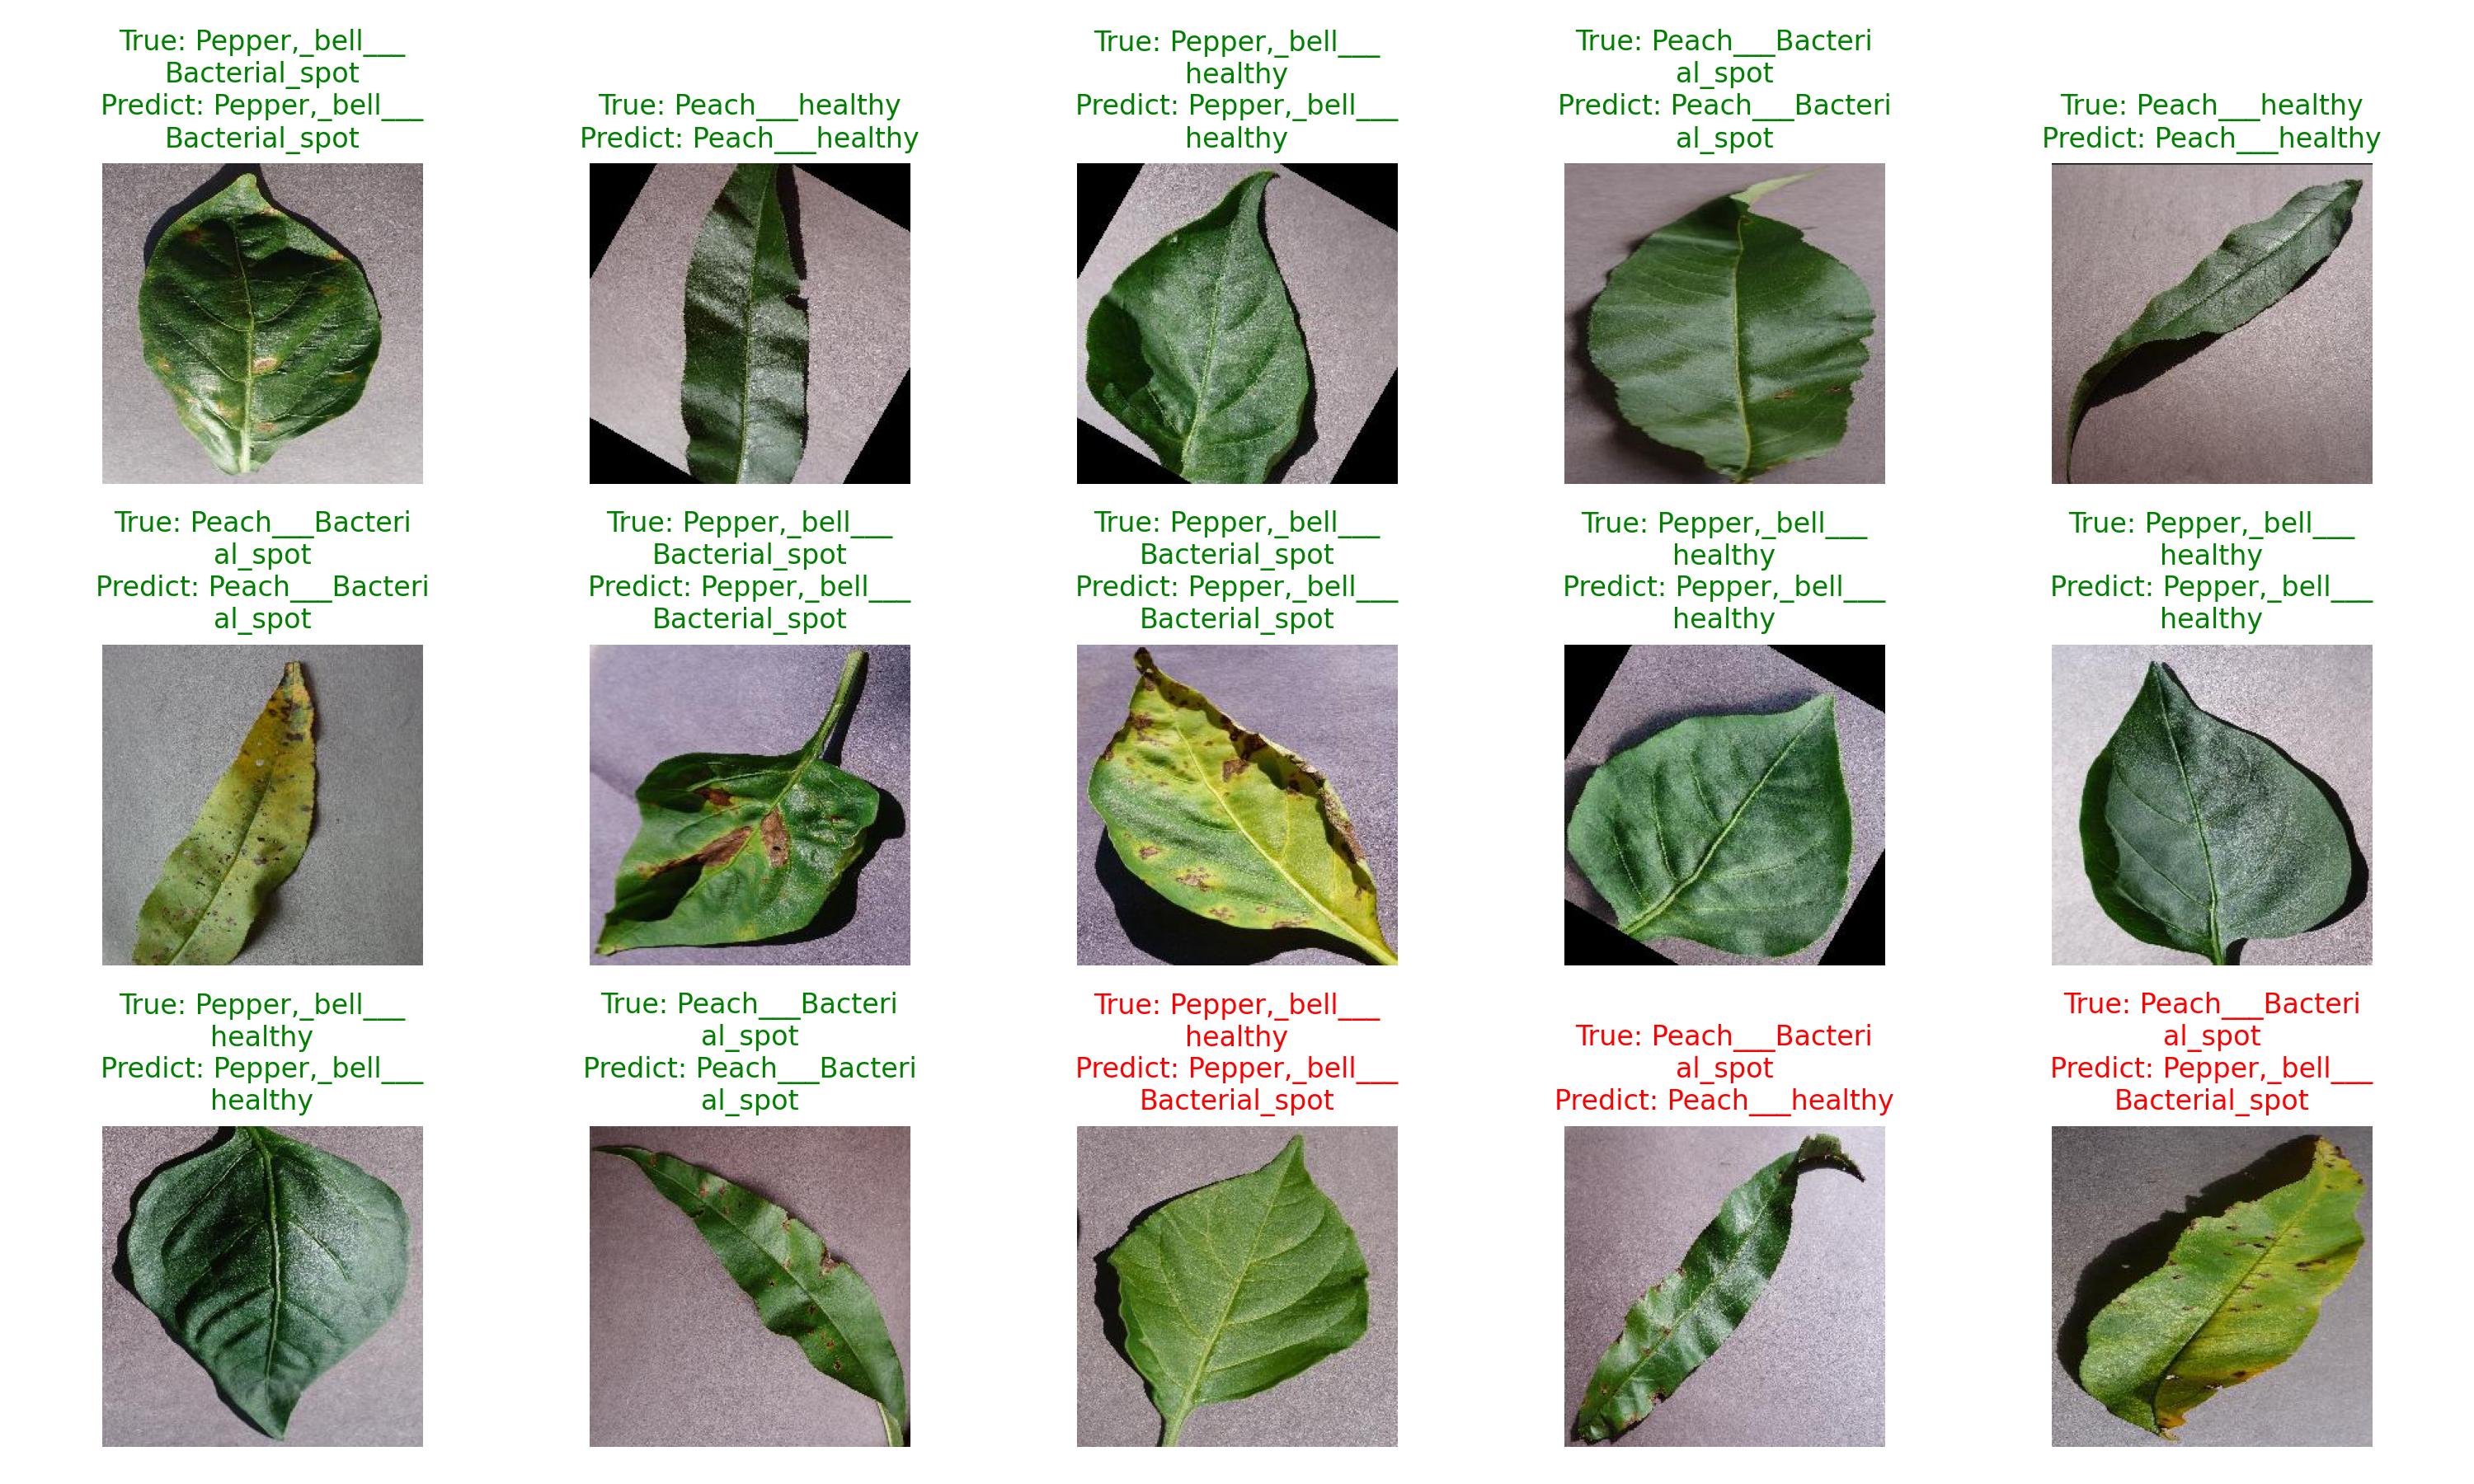 True: Pepper,_bell___
Bacterial_spot
Predict: Pepper,_bell___
Bacterial_spot
True: Peach___healthy
Predict: Peach___healthy
True: Pepper,_bell___
healthy
Predict: Pepper,_bell___
healthy
True: Peach___Bacteri
al_spot
Predict: Peach___Bacteri
al_spot
True: Peach___healthy
Predict: Peach___healthy
True: Peach___Bacteri
al_spot
Predict: Peach___Bacteri
al_spot
True: Pepper,_bell___
Bacterial_spot
Predict: Pepper,_bell___
Bacterial_spot
True: Pepper,_bell___
Bacterial_spot
Predict: Pepper,_bell___
Bacterial_spot
True: Pepper,_bell___
healthy
Predict: Pepper,_bell___
healthy
True: Pepper,_bell___
healthy
Predict: Pepper,_bell___
healthy
True: Pepper,_bell___
healthy
Predict: Pepper,_bell___
healthy
True: Peach___Bacteri
al_spot
Predict: Peach___Bacteri
al_spot
True: Pepper,_bell___
healthy
Predict: Pepper,_bell___
Bacterial_spot
True: Peach___Bacteri
al_spot
Predict: Peach___healthy
True: Peach___Bacteri
al_spot
Predict: Pepper,_bell___
Bacterial_spot